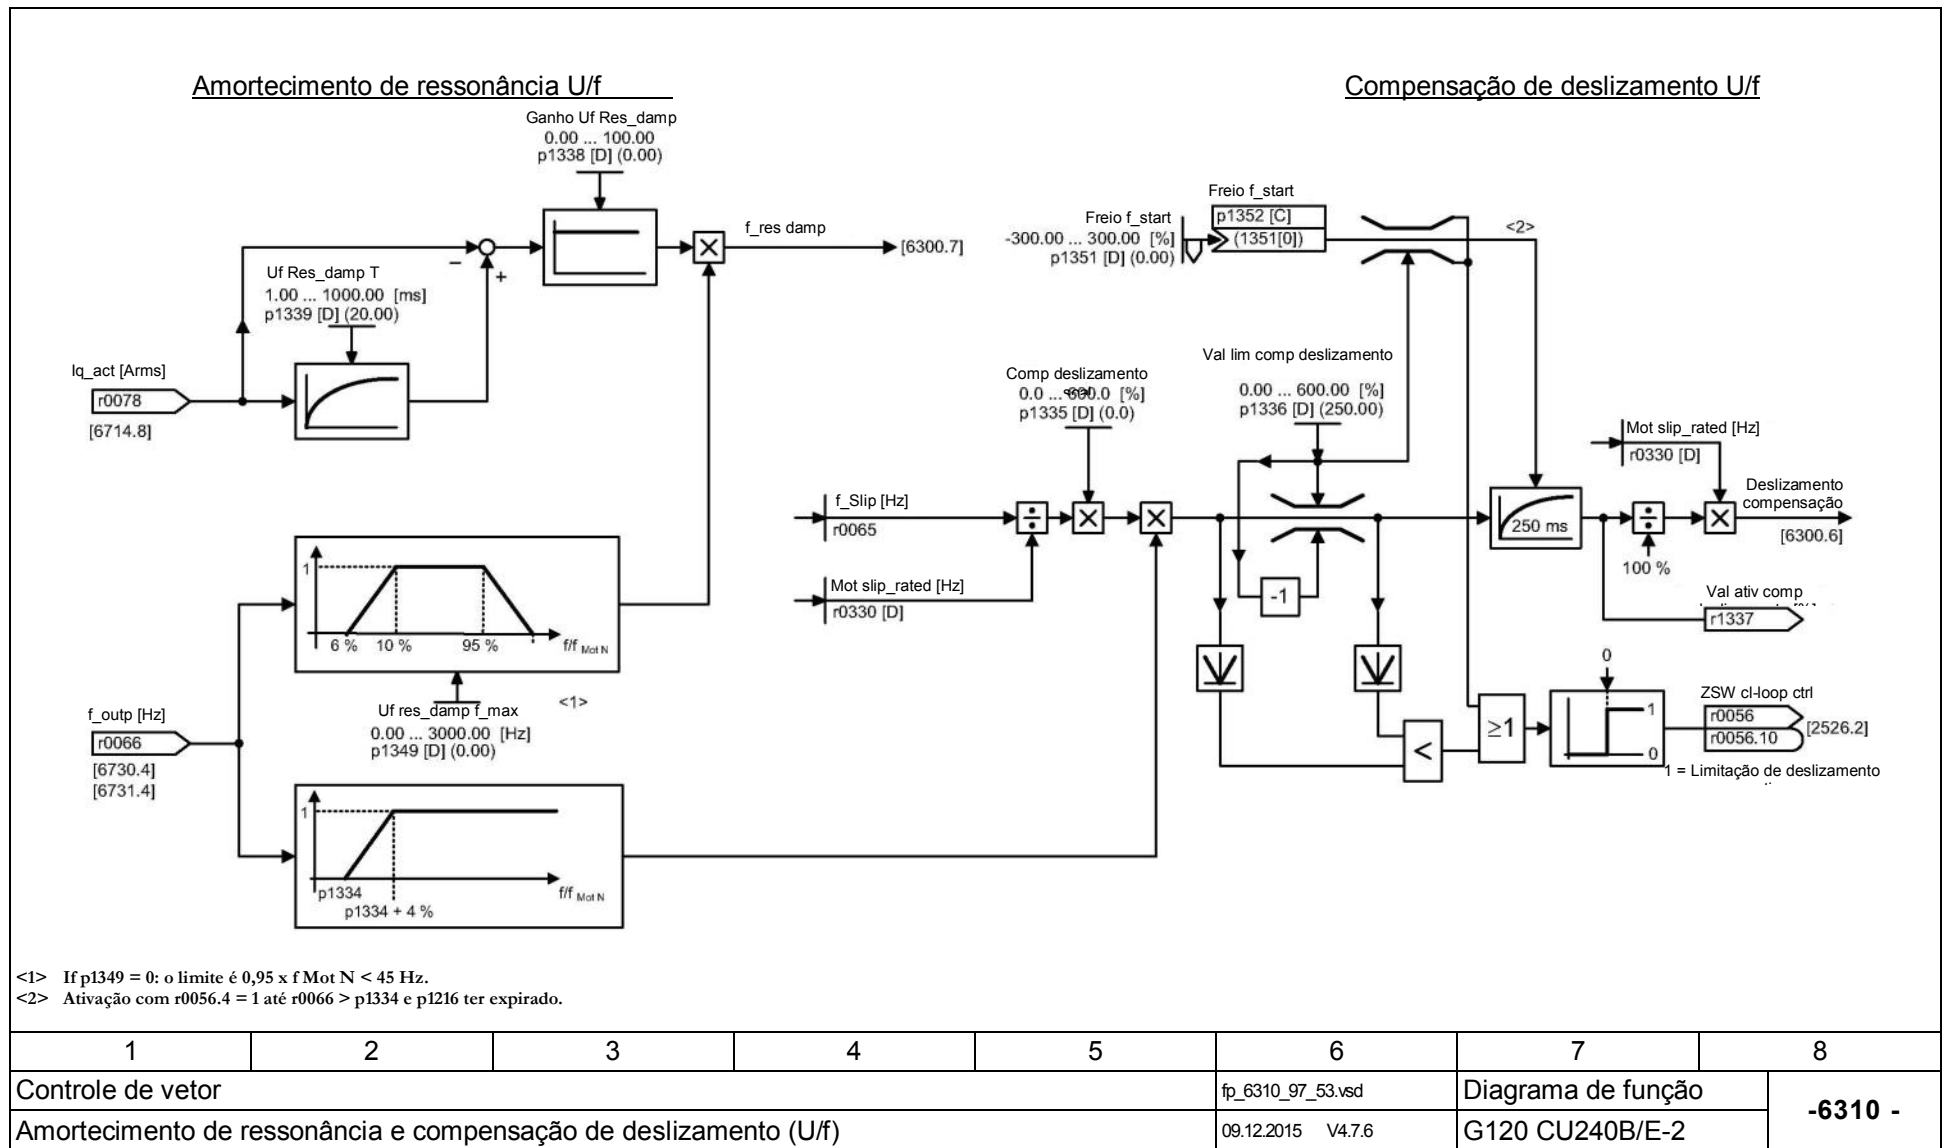 Amortecimento de ressonância U/f
Compensação de deslizamento U/f
Ganho Uf Res_damp
0.00 ... 100.00
p1338 [D] (0.00)
f_res damp
[6300.7]
−
+
Uf Res_damp T
1.00 ... 1000.00 [ms]
p1339 [D] (20.00)
Iq_act [Arms]
r0078
[6714.8]
1
6 %
10 %
95 %
f/f Mot N
Uf res_damp f_max
0.00 ... 3000.00 [Hz]
p1349 [D] (0.00)
<1>
f_outp [Hz]
r0066
[6730.4]
[6731.4]
1
p1334
p1334 + 4 %
f/f Mot N
Freio f_start
-300.00 ... 300.00 [%]
p1351 [D] (0.00)
Freio f_start
p1352 [C]
(1351[0])
<2>
Comp deslizamento
0.0 ... 600.0 [%]
p1335 [D] (0.0)
Val lim comp deslizamento
0.00 ... 600.00 [%]
p1336 [D] (250.00)
f_Slip [Hz]
r0065
÷
×
×
Mot slip_rated [Hz]
r0330 [D]
-1
250 ms
÷
×
100 %
Mot slip_rated [Hz]
r0330 [D]
Deslizamento
compensação
[6300.6]
Val ativ comp
r1337
<
≥1
0
1
0
ZSW cl-loop ctrl
r0056
r0056.10
[2526.2]
1 = Limitação de deslizamento
<1> If p1349 = 0: o limite é 0,95 x f Mot N < 45 Hz.
<2> Ativação com r0056.4 = 1 até r0066 > p1334 e p1216 ter expirado.
1 2 3 4 5 6 7 8
Controle de vetor
fp_6310_97_53.vsd
Diagrama de função
-6310 -
Amortecimento de ressonância e compensação de deslizamento (U/f)
09.12.2015 V4.7.6
G120 CU240B/E-2